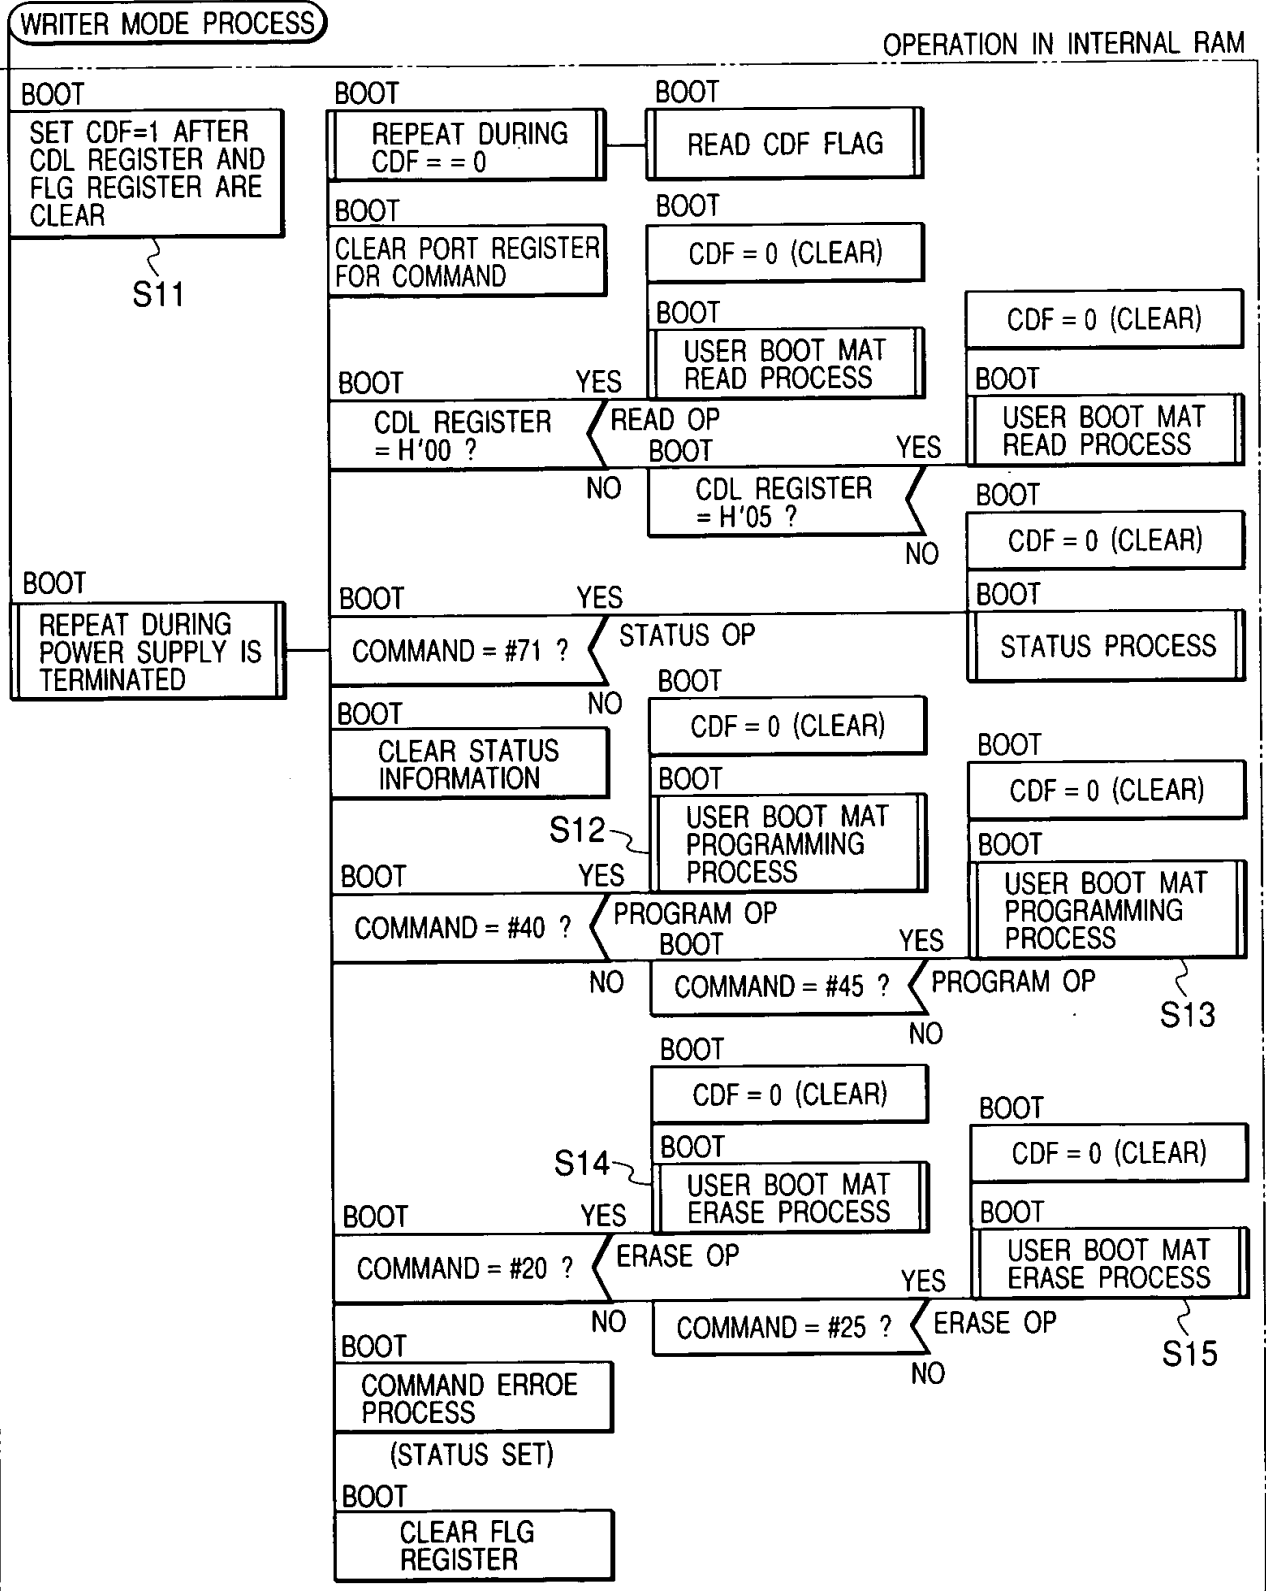 WRITER MODE PROCESS
OPERATION IN INTERNAL RAM
BOOT
SET CDF=1 AFTER
CDL REGISTER AND
FLG REGISTER ARE
CLEAR
S11
BOOT
REPEAT DURING
CDF = = 0
BOOT
READ CDF FLAG
BOOT
CLEAR PORT REGISTER
FOR COMMAND
BOOT
CDF = 0 (CLEAR)
BOOT
USER BOOT MAT
READ PROCESS
CDF = 0 (CLEAR)
BOOT
USER BOOT MAT
READ PROCESS
BOOT
YES
CDL REGISTER
= H'00 ?
READ OP
NO
BOOT
YES
CDL REGISTER
= H'05 ?
NO
BOOT
CDF = 0 (CLEAR)
BOOT
STATUS PROCESS
BOOT
REPEAT DURING
POWER SUPPLY IS
TERMINATED
BOOT
YES
COMMAND = #71 ?
STATUS OP
NO
BOOT
CLEAR STATUS
INFORMATION
BOOT
CDF = 0 (CLEAR)
BOOT
USER BOOT MAT
PROGRAMMING
PROCESS
S12
BOOT
CDF = 0 (CLEAR)
BOOT
USER BOOT MAT
PROGRAMMING
PROCESS
S13
BOOT
YES
COMMAND = #40 ?
PROGRAM OP
NO
BOOT
YES
COMMAND = #45 ?
PROGRAM OP
NO
BOOT
CDF = 0 (CLEAR)
BOOT
S14
USER BOOT MAT
ERASE PROCESS
BOOT
CDF = 0 (CLEAR)
BOOT
USER BOOT MAT
ERASE PROCESS
S15
BOOT
YES
COMMAND = #20 ?
ERASE OP
NO
YES
COMMAND = #25 ?
ERASE OP
NO
BOOT
COMMAND ERROE
PROCESS
(STATUS SET)
BOOT
CLEAR FLG
REGISTER